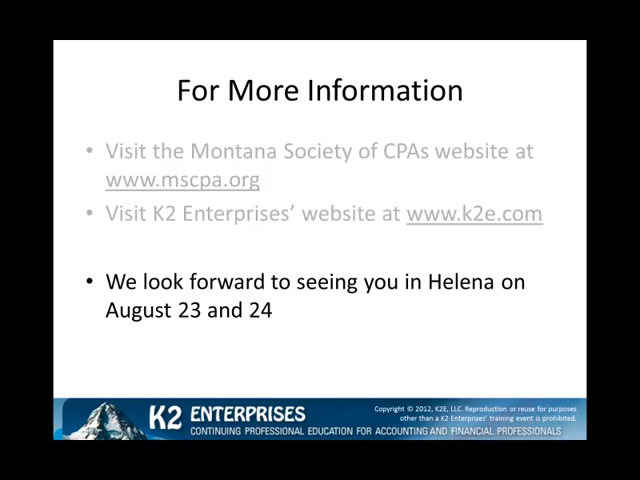 For More Information
• Visit the Montana Society of CPAs website at
www.mscpa.org
• Visit K2 Enterprises’ website at www.k2e.com
• We look forward to seeing you in Helena on
August 23 and 24
K2 ENTERPRISES
CONTINUING PROFESSIONAL EDUCATION FOR ACCOUNTING AND FINANCIAL PROFESSIONALS
Copyright © 2012, K2E, LLC. Reproduction or reuse for purposes
other than a K2 Enterprises' training event is prohibited.